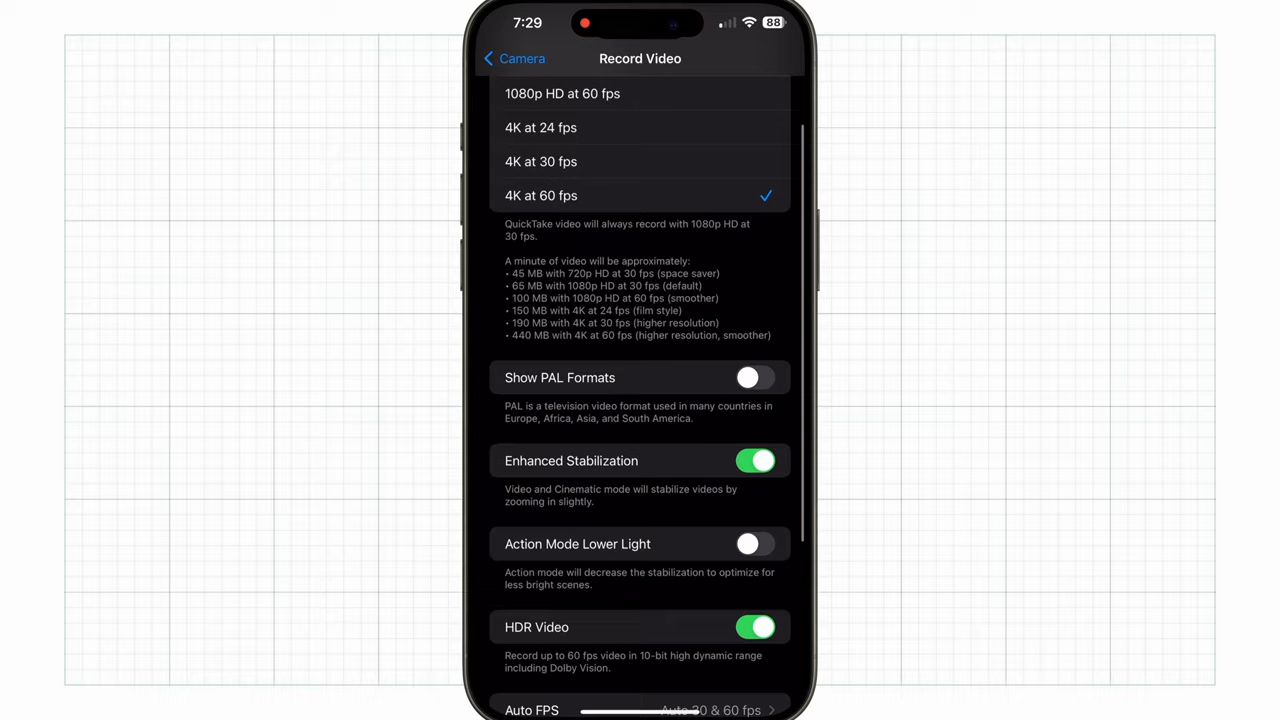 7:29
88
Camera
Record Video
1080p HD at 60 fps
4K at 24 fps
4K at 30 fps
4K at 60 fps
QuickTake video will always record with 1080p HD at
30 fps.
A minute of video will be approximately:
• 45 MB with 720p HD at 30 fps (space saver)
• 65 MB with 1080p HD at 30 fps (default)
• 100 MB with 1080p HD at 60 fps (smoother)
• 150 MB with 4K at 24 fps (film style)
• 190 MB with 4K at 30 fps (higher resolution)
• 440 MB with 4K at 60 fps (higher resolution, smoother)
Show PAL Formats
PAL is a television video format used in many countries in
Europe, Africa, Asia, and South America.
Enhanced Stabilization
Video and Cinematic mode will stabilize videos by
zooming in slightly.
Action Mode Lower Light
Action mode will decrease the stabilization to optimize for
less bright scenes.
HDR Video
Record up to 60 fps video in 10-bit high dynamic range
including Dolby Vision.
Auto FPS
Auto 30 & 60 fps